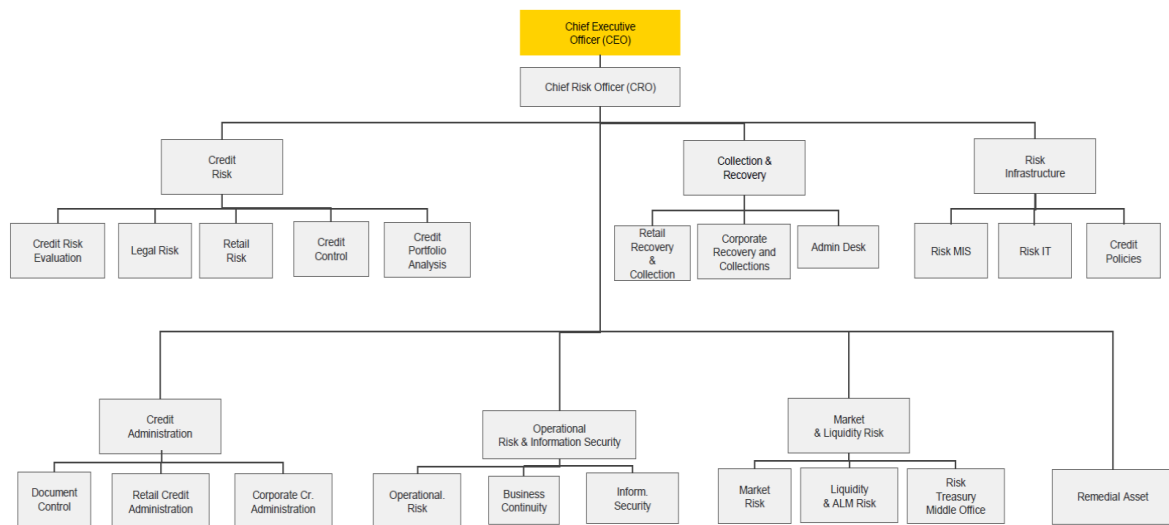 Chief Executive
Officer (CEO)
Chief Risk Officer (CRO)
Credit
Risk
Collection &
Recovery
Risk
Infrastructure
Credit Risk
Evaluation
Legal Risk
Retail
Risk
Credit
Control
Credit
Portfolio
Analysis
Retail
Recovery
&
Collection
Corporate
Recovery and
Collections
Admin Desk
Risk MIS
Risk IT
Credit
Policies
Credit
Administration
Operational
Risk & Information Security
Market
& Liquidity Risk
Document
Control
Retail Credit
Administration
Corporate Cr.
Administration
Operational.
Risk
Business
Continuity
Inform.
Security
Market
Risk
Liquidity
& ALM Risk
Risk
Treasury
Middle Office
Remedial Asset